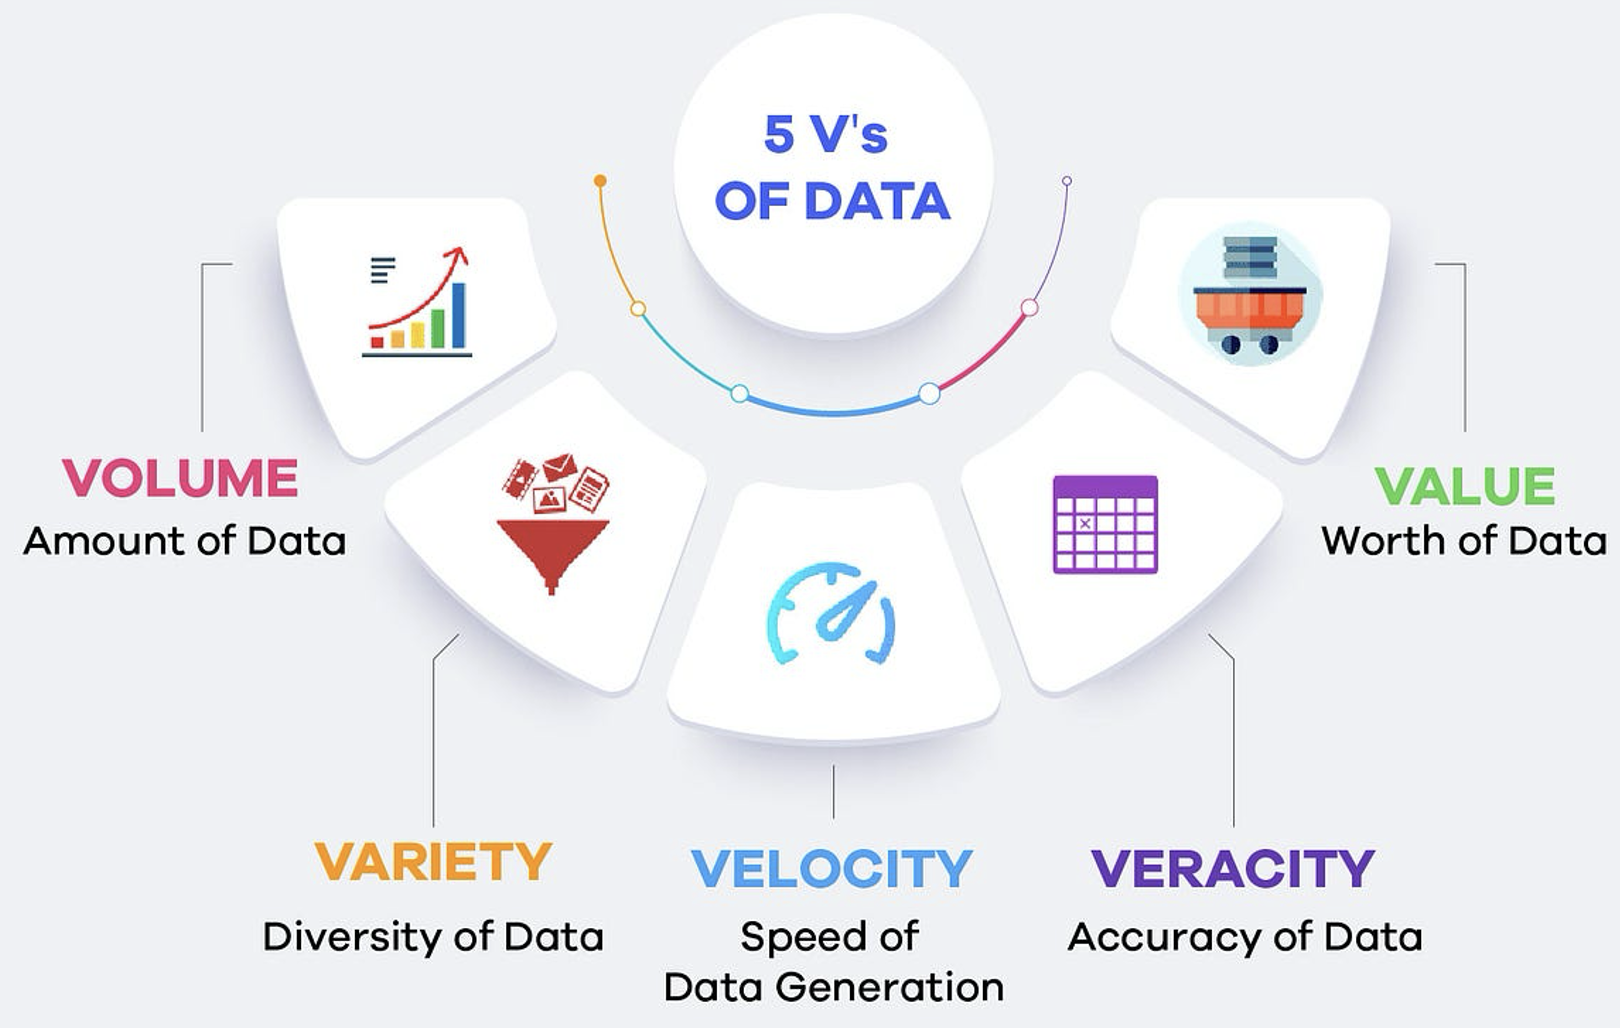 5 V's
OF DATA
VOLUME
Amount of Data
VARIETY
Diversity of Data
VELOCITY
Speed of
Data Generation
VERACITY
Accuracy of Data
VALUE
Worth of Data